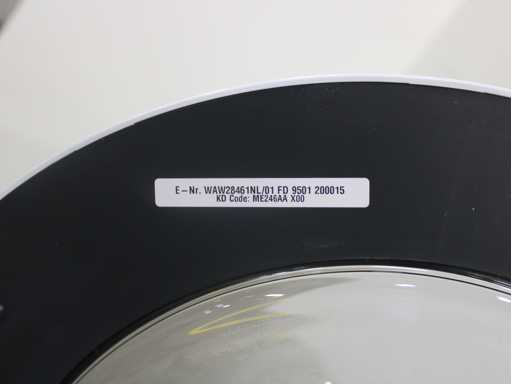 E-Nr. WAW28461NL/01 FD 9501 200015
KD Code: ME246AA X00